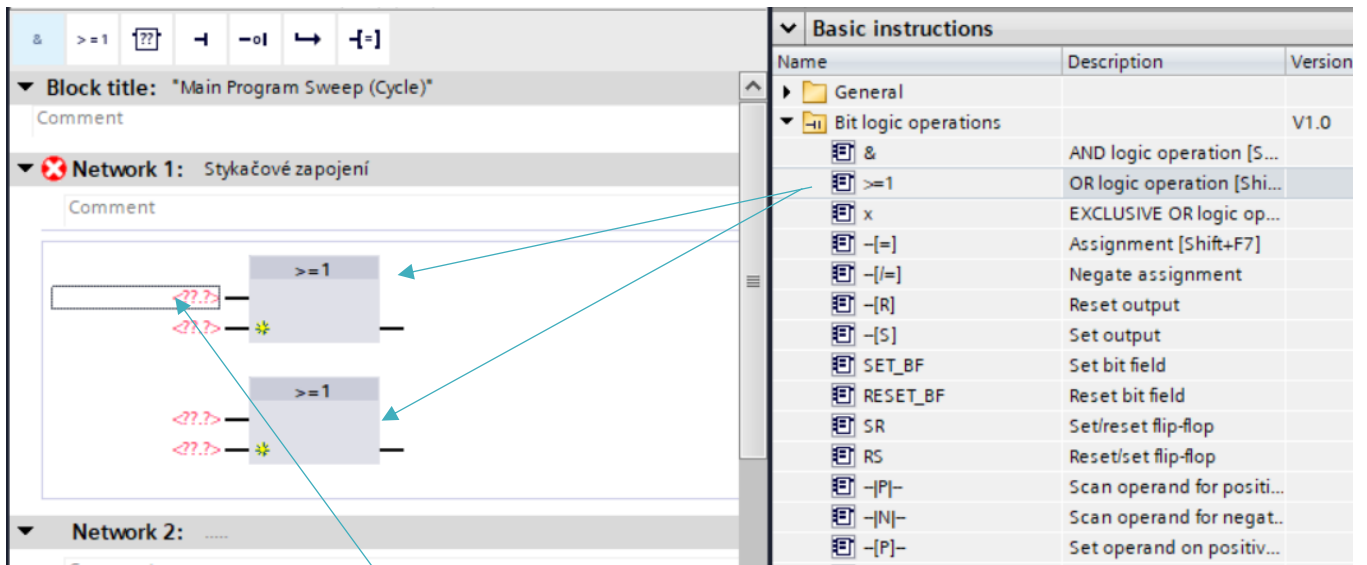 & >=1 ?? -[=]
Block title: "Main Program Sweep (Cycle)"
Comment
Network 1: Stykačové zapojení
Comment
>=1
<??.?>
<??.?>
>=1
<??.?>
<??.?>
Network 2: .....
Basic instructions
Name Description Version
General
Bit logic operations V1.0
& AND logic operation [S...
>=1 OR logic operation [Shi...
x EXCLUSIVE OR logic op...
-[=] Assignment [Shift+F7]
-[/=] Negate assignment
-[R] Reset output
-[S] Set output
SET_BF Set bit field
RESET_BF Reset bit field
SR Set/reset flip-flop
RS Reset/set flip-flop
-|P|- Scan operand for positi...
-|N|- Scan operand for negat..
-[P]- Set operand on positiv...